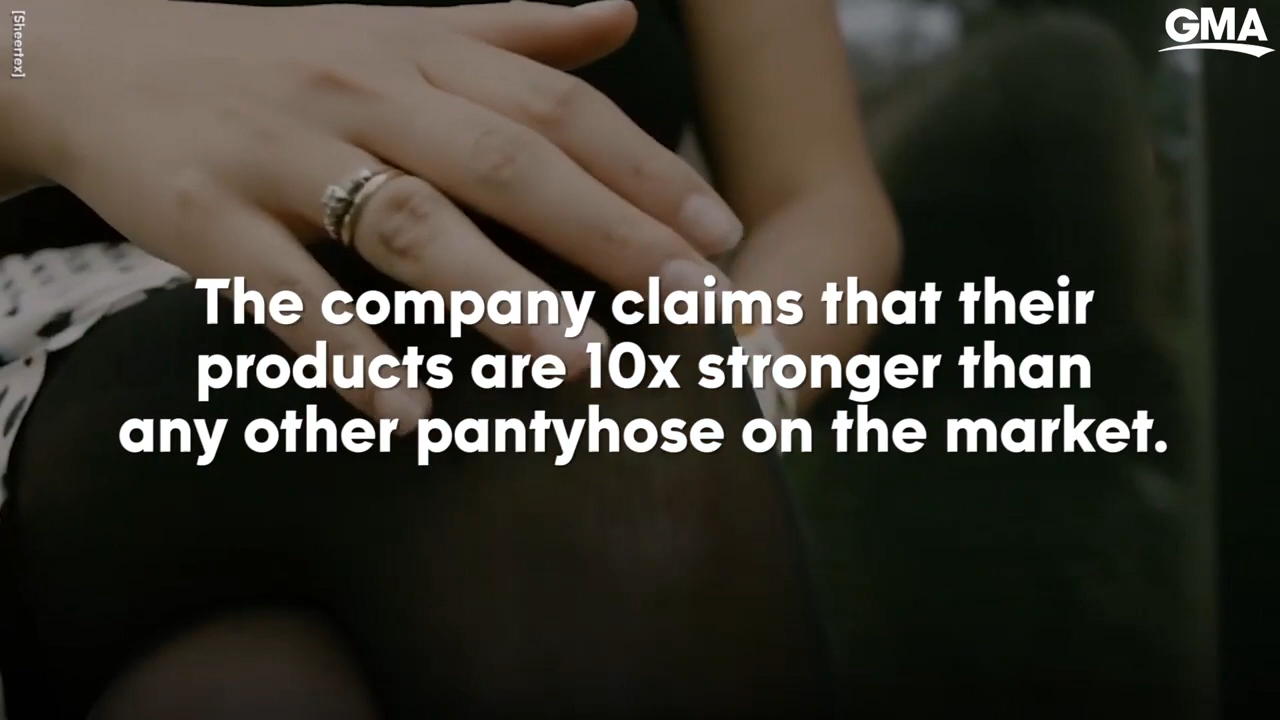 [Sheertex]
GMA
The company claims that their
products are 10x stronger than
any other pantyhose on the market.